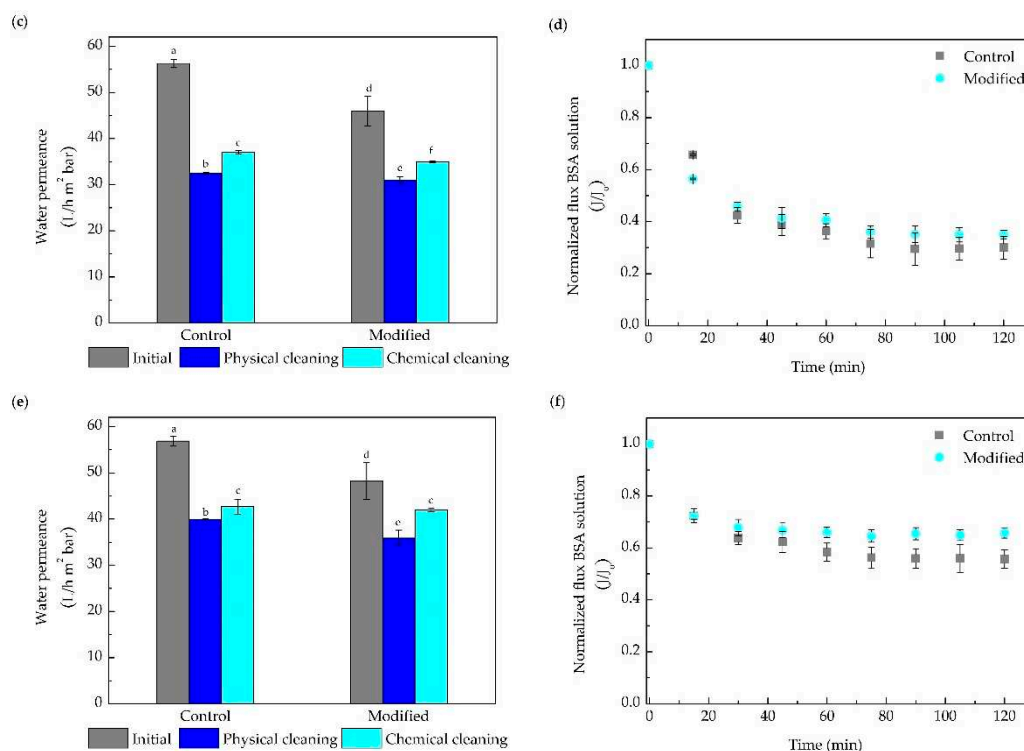 (c)
60
50
40
30
20
10
0
Water permeance
(L/h m² bar)
a
b
c
d
e
f
Control
Modified
Initial
Physical cleaning
Chemical cleaning
(d)
Control
Modified
1.0
0.8
0.6
0.4
0.2
0.0
Normalized flux BSA solution
(J/J₀)
0
20
40
60
80
100
120
Time (min)
(e)
60
50
40
30
20
10
0
Water permeance
(L/h m² bar)
a
b
c
d
e
c
Control
Modified
Initial
Physical cleaning
Chemical cleaning
(f)
Control
Modified
1.0
0.8
0.6
0.4
0.2
0.0
Normalized flux BSA solution
(J/J₀)
0
20
40
60
80
100
120
Time (min)